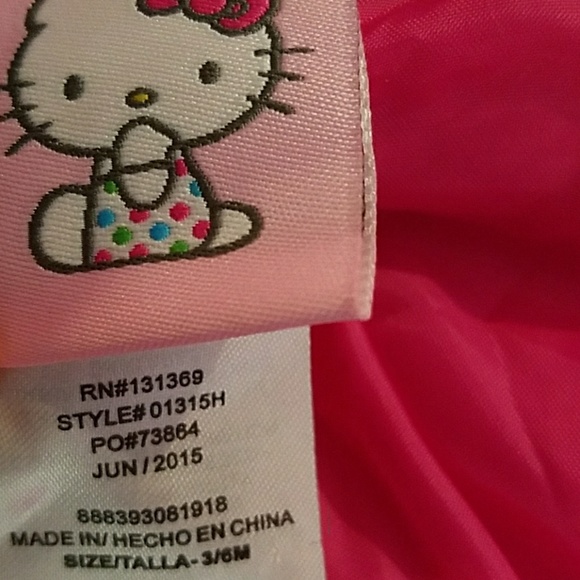 RN#131369
STYLE# 01315H
PO#73864
JUN / 2015
888393081918
MADE IN/ HECHO EN CHINA
SIZE/TALLA- 3/6M